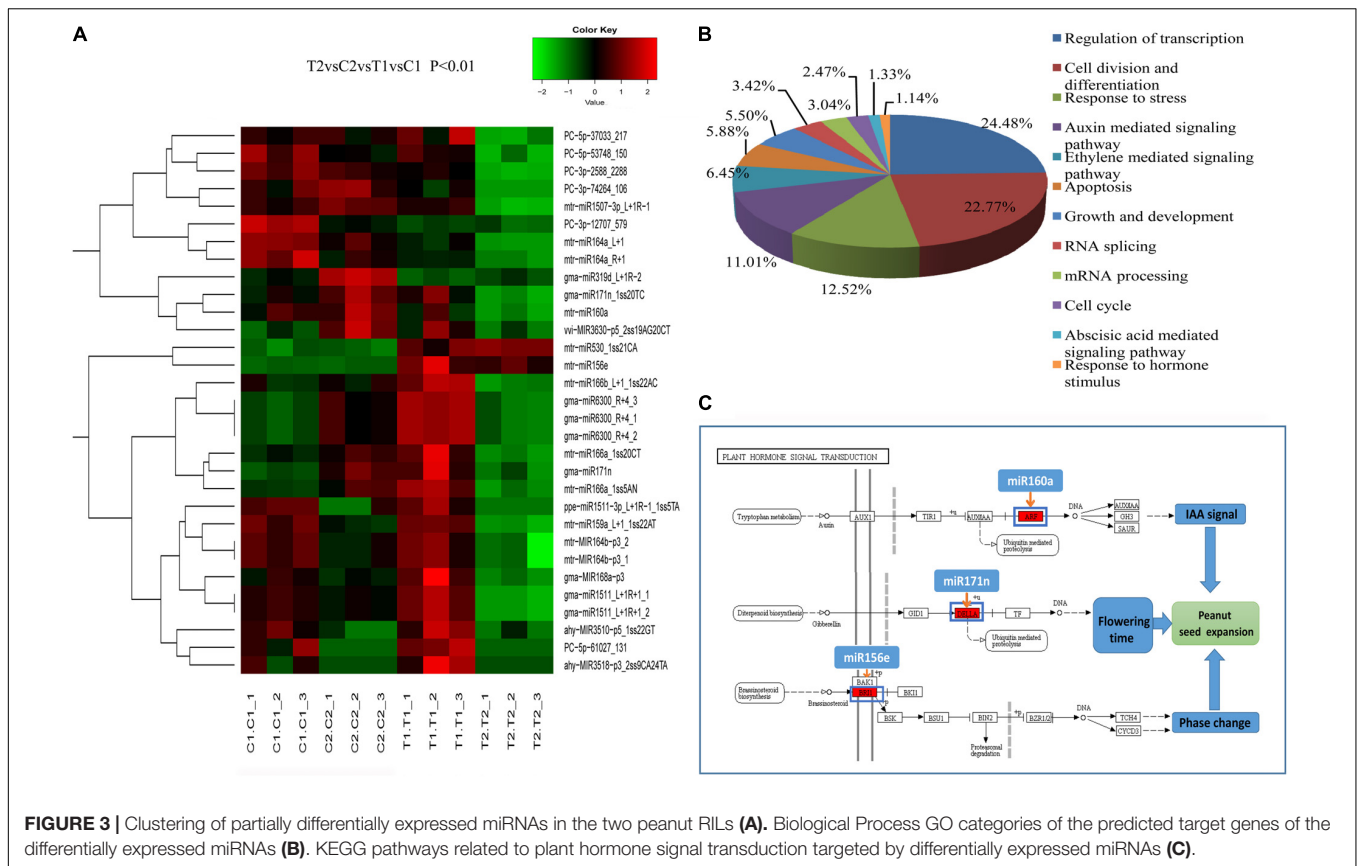 A
T2vsC2vsT1vsC1 P<0.01
Color Key
−2 −1 0 1 2
Value
PC-5p-37033_217
PC-5p-53748_150
PC-3p-2588_2288
PC-3p-74264_106
mtr-miR1507-3p_L+1R-1
PC-3p-12707_579
mtr-miR164a_L+1
mtr-miR164a_R+1
gma-miR319d_L+1R-2
gma-miR171n_1ss20TC
mtr-miR160a
vvi-MIR3630-p5_2ss19AG20CT
mtr-miR530_1ss21CA
mtr-miR156e
mtr-miR166b_L+1_1ss22AC
gma-miR6300_R+4_3
gma-miR6300_R+4_1
gma-miR6300_R+4_2
mtr-miR166a_1ss20CT
gma-miR171n
mtr-miR166a_1ss5AN
ppe-miR1511-3p_L+1R-1_1ss5TA
mtr-miR159a_L+1_1ss22AT
mtr-MIR164b-p3_2
mtr-MIR164b-p3_1
gma-MIR168a-p3
gma-miR1511_L+1R+1_1
gma-miR1511_L+1R+1_2
ahy-MIR3510-p5_1ss22GT
PC-5p-61027_131
ahy-MIR3518-p3_2ss9CA24TA
C1.C1_1
C1.C1_2
C1.C1_3
C2.C2_1
C2.C2_2
C2.C2_3
T1.T1_1
T1.T1_2
T1.T1_3
T2.T2_1
T2.T2_2
T2.T2_3
B
24.48%
22.77%
12.52%
11.01%
6.45%
5.88%
5.50%
3.42%
3.04%
2.47%
1.33%
1.14%
Regulation of transcription
Cell division and
differentiation
Response to stress
Auxin mediated signaling
pathway
Ethylene mediated signaling
pathway
Apoptosis
Growth and development
RNA splicing
mRNA processing
Cell cycle
Abscisic acid mediated
signaling pathway
Response to hormone
stimulus
C
PLANT HORMONE SIGNAL TRANSDUCTION
miR160a
Tryptophan metabolism
Auxin
AUX1
TIR1
+u
AUX/IAA
ARF
DNA
AUX/IAA
GH3
SAUR
IAA signal
Ubiquitin mediated
proteolysis
miR171n
Diterpenoid biosynthesis
Gibberellin
GID1
+u
DELLA
TF
DNA
Flowering
time
Peanut
seed expansion
Ubiquitin mediated
proteolysis
miR156e
Brassinosteroid
biosynthesis
Brassinosteroid
BAK1
+p
BRI1
BKI1
+p
BSK
BSU1
BIN2
+p
BZR1/2
DNA
TCH4
CYCD3
Phase change
Proteasomal
degradation
FIGURE 3 | Clustering of partially differentially expressed miRNAs in the two peanut RILs (A). Biological Process GO categories of the predicted target genes of the
differentially expressed miRNAs (B). KEGG pathways related to plant hormone signal transduction targeted by differentially expressed miRNAs (C).